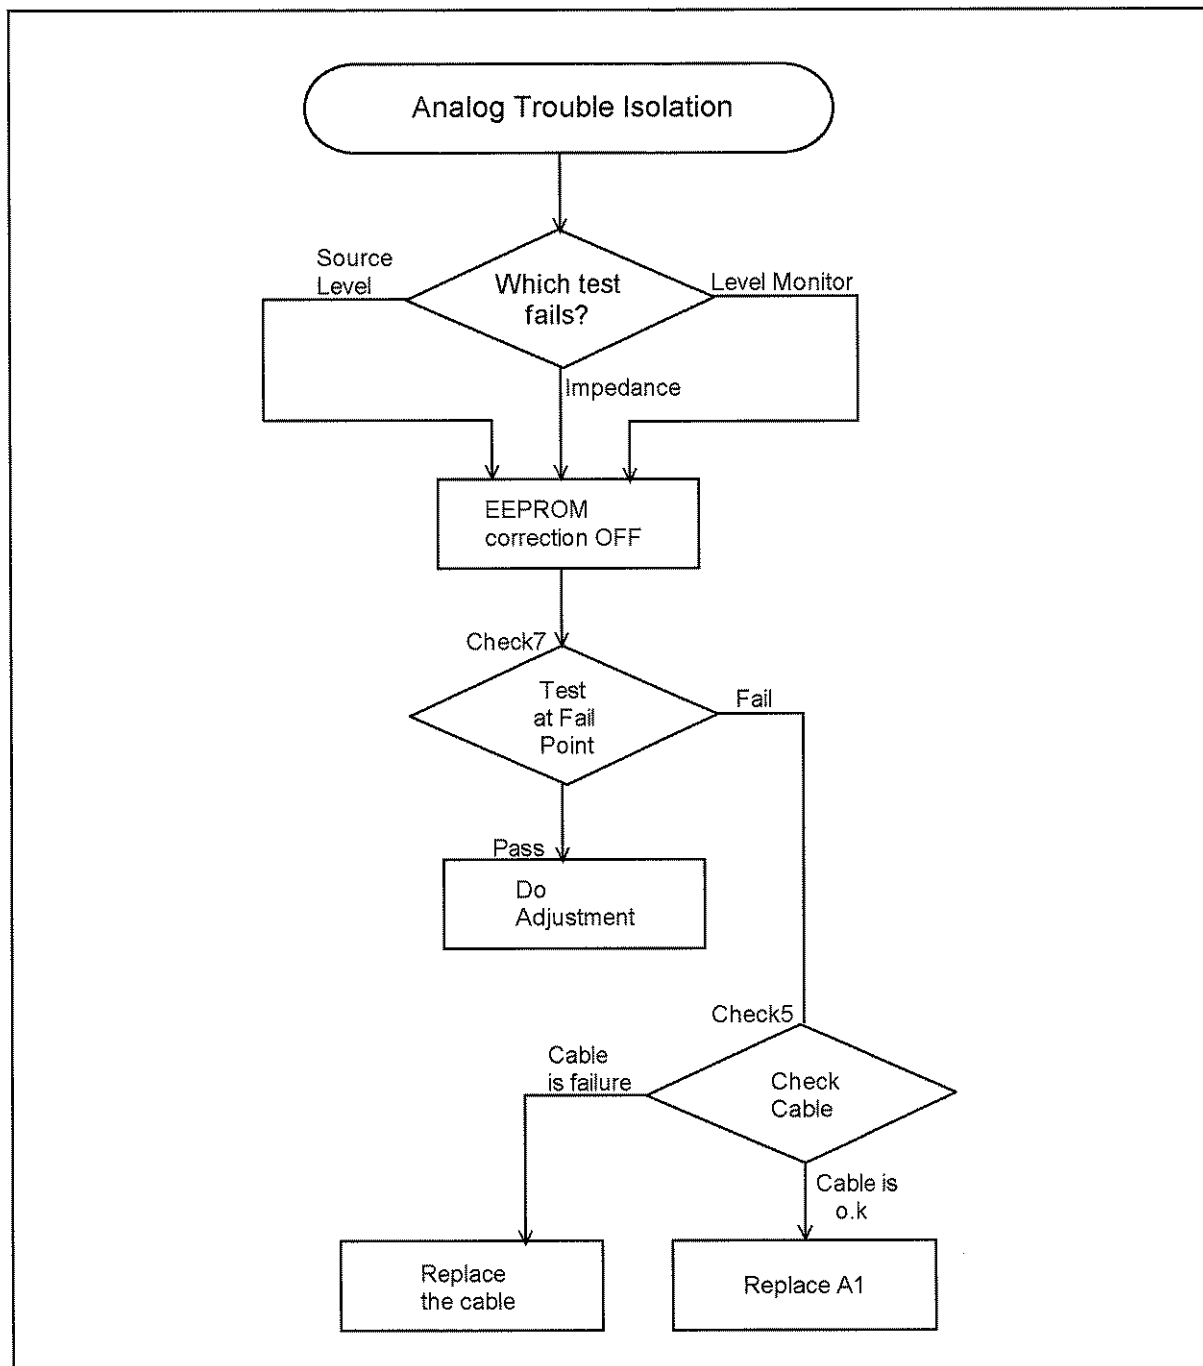 Analog Trouble Isolation
Source
Level
Which test
fails?
Level Monitor
Impedance
EEPROM
correction OFF
Check7
Test
at Fail
Point
Fail
Pass
Do
Adjustment
Check5
Cable
is failure
Check
Cable
Cable is
o.k
Replace
the cable
Replace A1